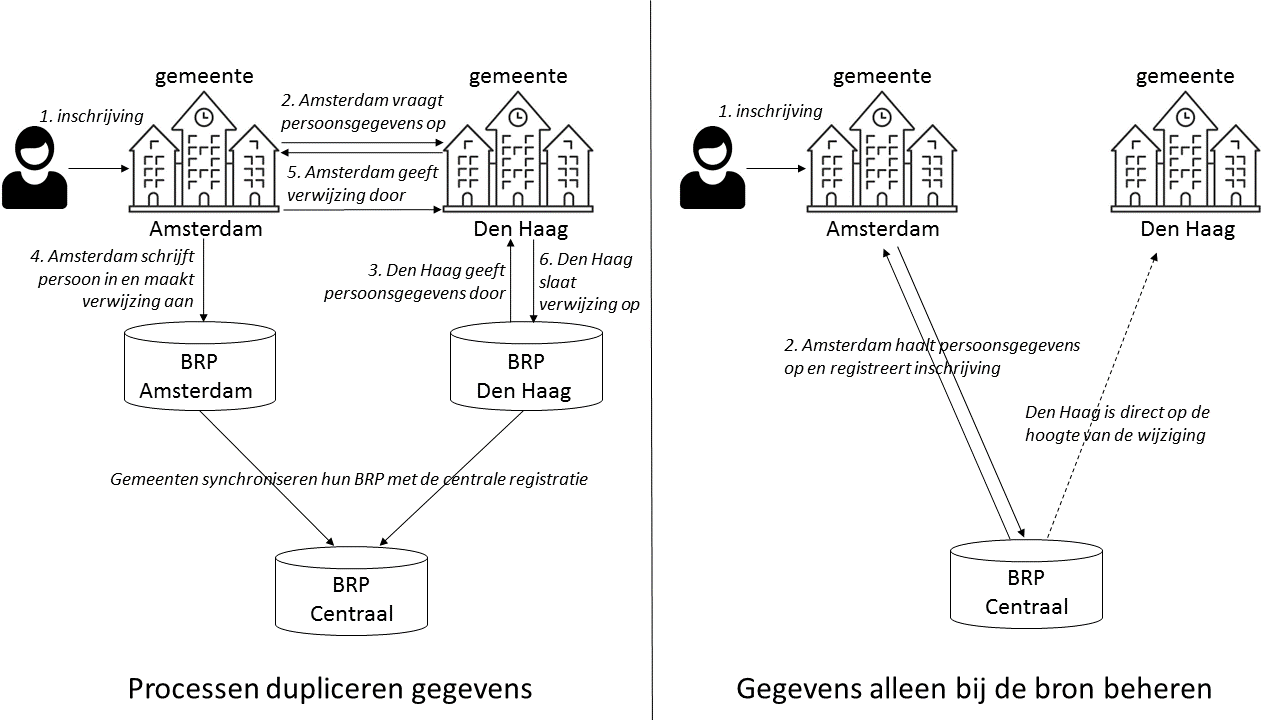 gemeente
gemeente
1. inschrijving
2. Amsterdam vraagt
persoonsgegevens op
5. Amsterdam geeft
verwijzing door
Amsterdam
Den Haag
4. Amsterdam schrijft
persoon in en maakt
verwijzing aan
3. Den Haag geeft
persoonsgegevens door
6. Den Haag
slaat
verwijzing op
BRP
Amsterdam
BRP
Den Haag
Gemeenten synchroniseren hun BRP met de centrale registratie
BRP
Centraal
Processen dupliceren gegevens
gemeente
gemeente
1. inschrijving
Amsterdam
Den Haag
2. Amsterdam haalt persoonsgegevens
op en registreert inschrijving
Den Haag is direct op de
hoogte van de wijziging
BRP
Centraal
Gegevens alleen bij de bron beheren